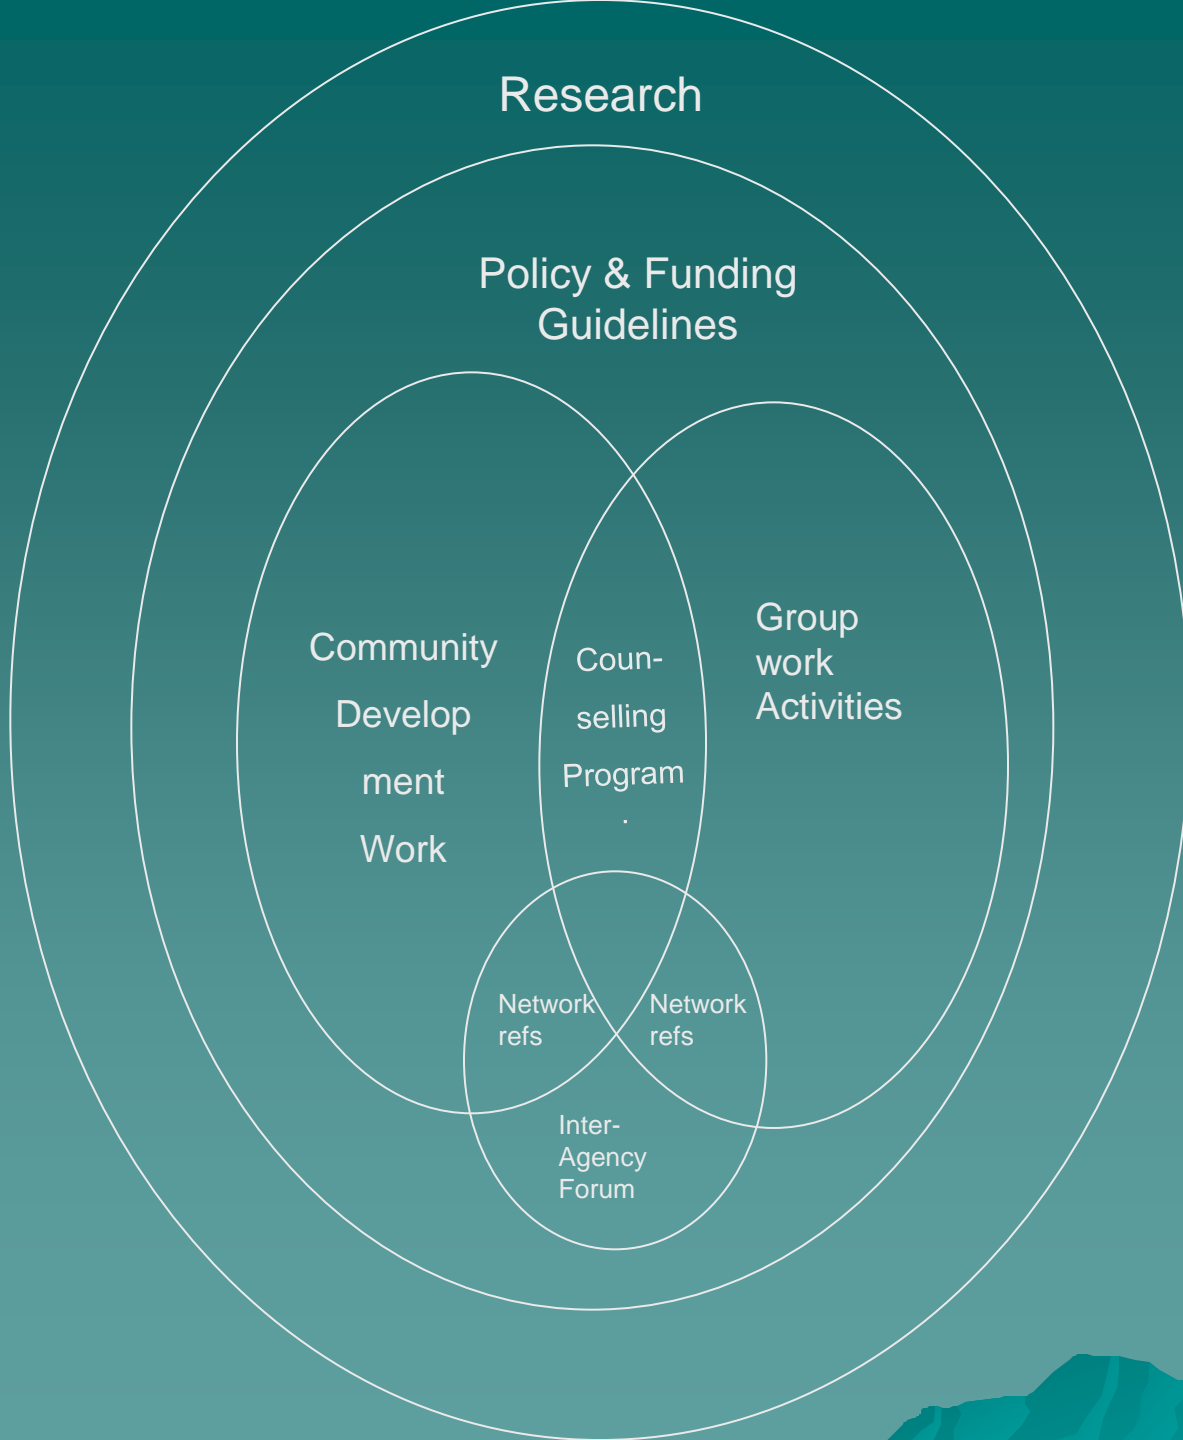 Research
Policy & Funding
Guidelines
Community
Develop
ment
Work
Coun-
selling
Program
.
Group
work
Activities
Network
refs
Network
refs
Inter-
Agency
Forum